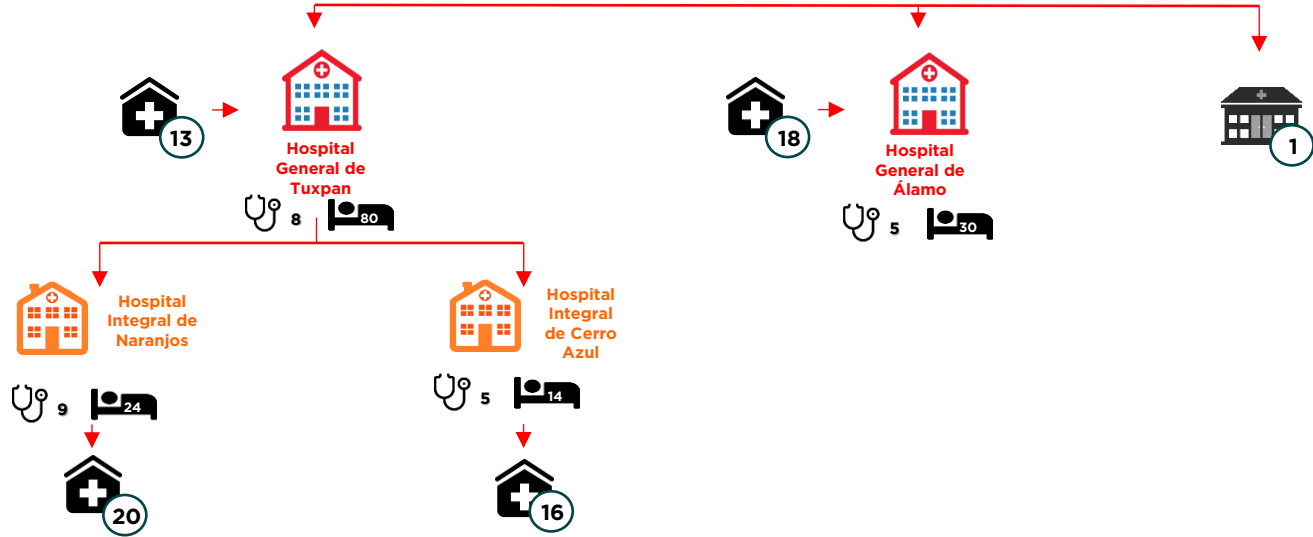 13
Hospital
General de
Tuxpan
8
80
18
Hospital
General de
Álamo
5
30
1
Hospital
Integral de
Naranjos
9
24
20
Hospital
Integral
de Cerro
Azul
5
14
16